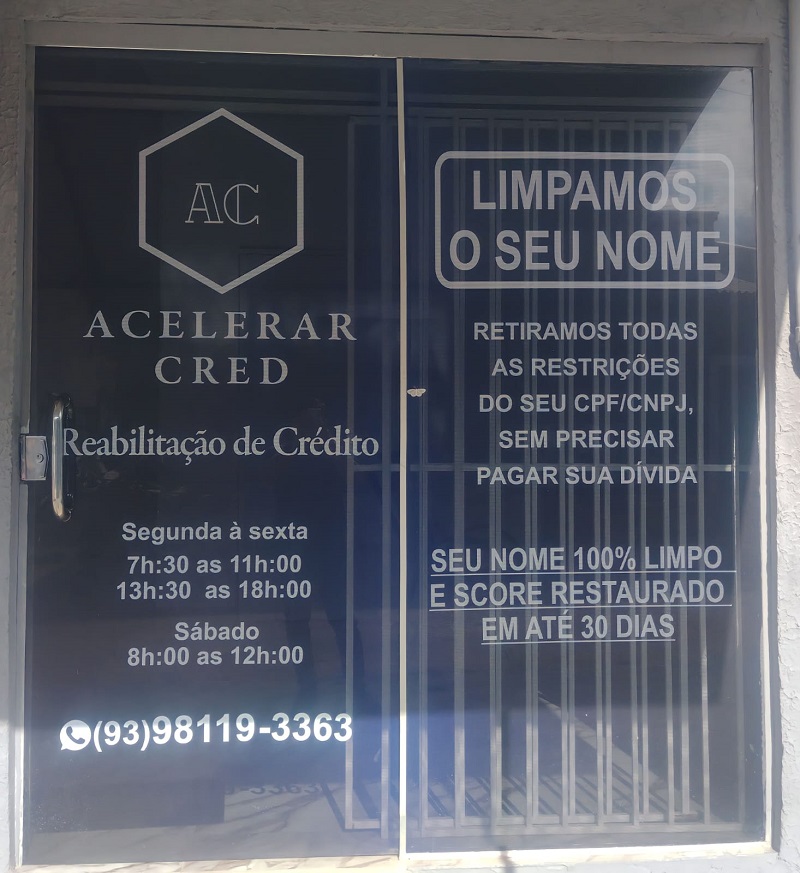 AC
ACELERAR
CRED
Reabilitação de Crédito
Segunda à sexta
7h:30 as 11h:00
13h:30 as 18h:00
Sábado
8h:00 as 12h:00
(93)98119-3363
LIMPAMOS
O SEU NOME
RETIRAMOS TODAS
AS RESTRIÇÕES
DO SEU CPF/CNPJ,
SEM PRECISAR
PAGAR SUA DÍVIDA
SEU NOME 100% LIMPO
E SCORE RESTAURADO
EM ATÉ 30 DIAS